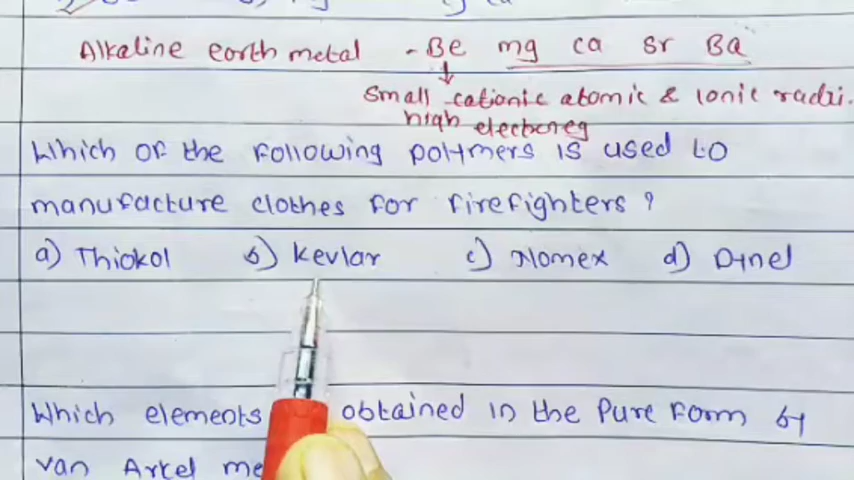 Alkaline earth metal - Be mg ca sr Ba
Small cationic atomic & ionic radii.
high electroneg
Which of the following polymers is used to
manufacture clothes for firefighters ?
a) Thiokol b) Kevlar c) Nomex d) Dynel
Which elements obtained in the Pure Form by
van Arkel me